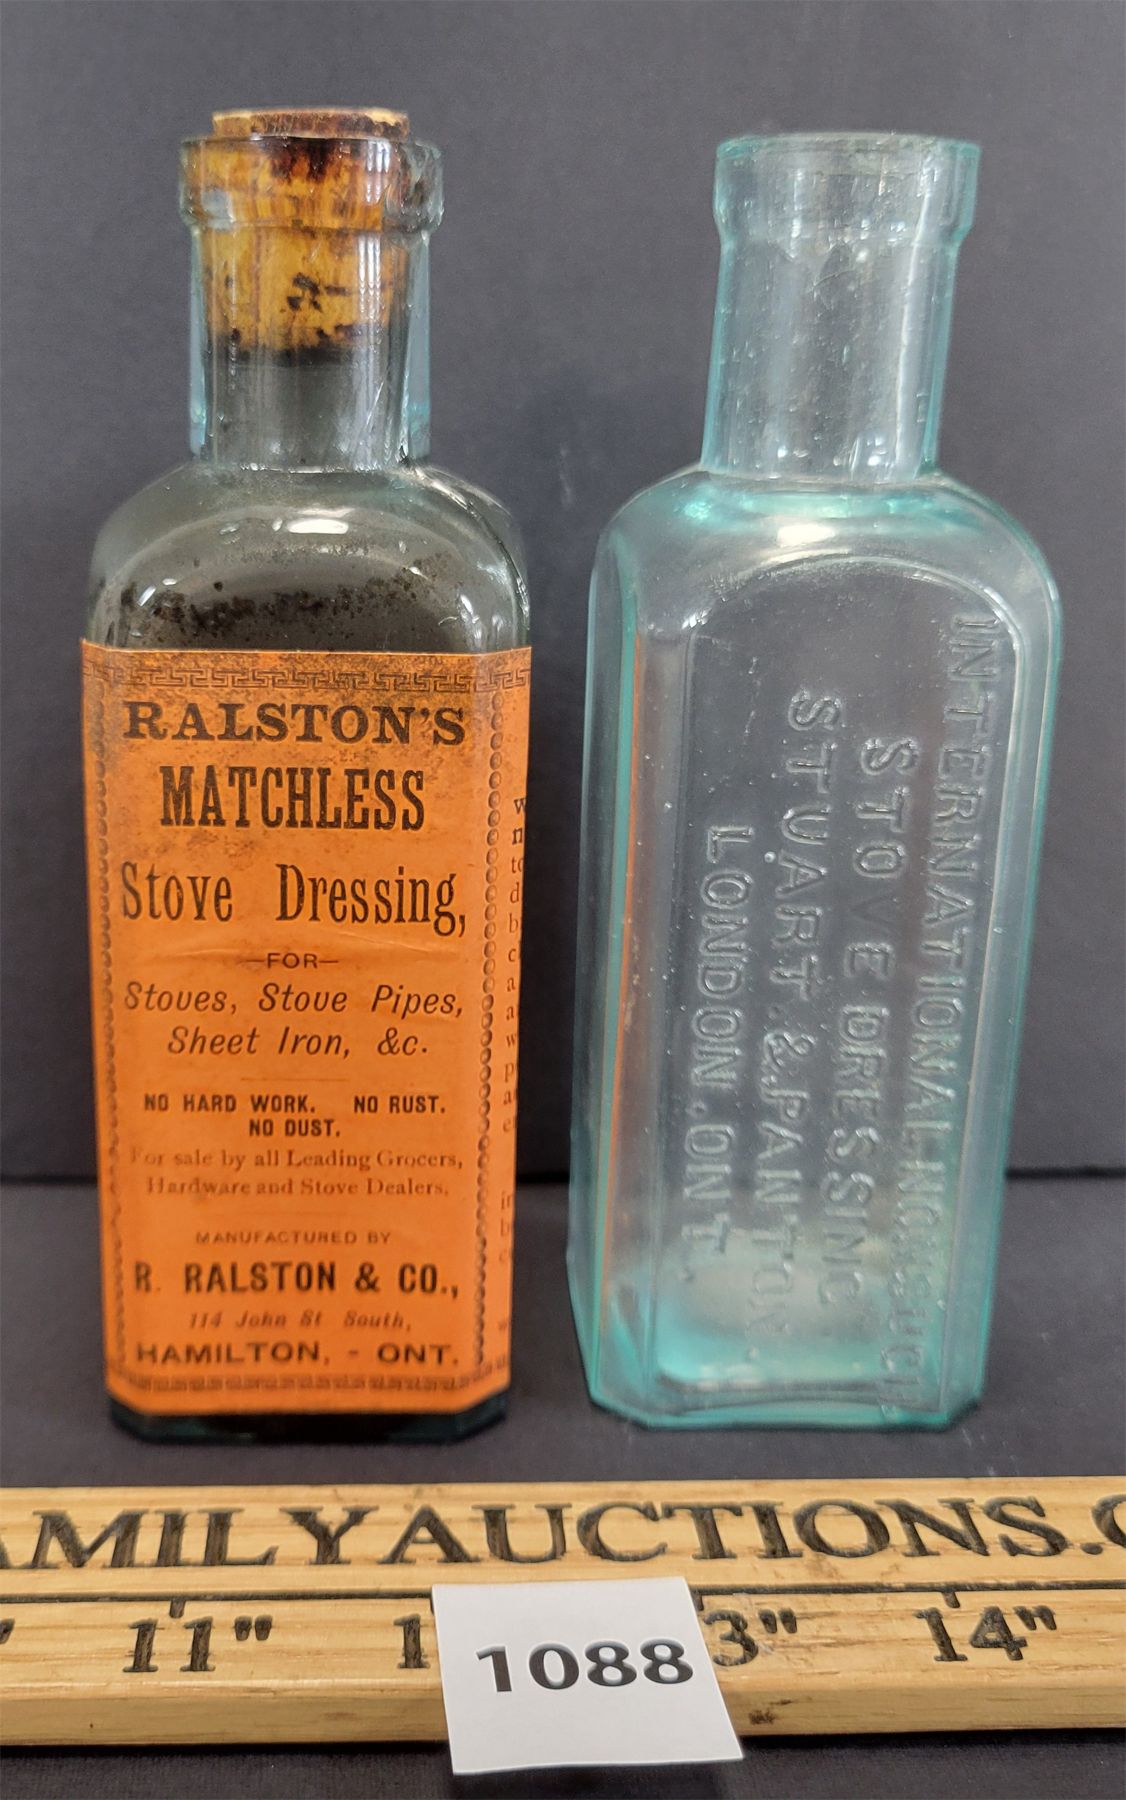 RALSTON'S
MATCHLESS
Stove Dressing,
—FOR—
Stoves, Stove Pipes,
Sheet Iron, &c.
NO HARD WORK. NO RUST.
NO DUST.
For sale by all Leading Grocers,
Hardware and Stove Dealers.
MANUFACTURED BY
R. RALSTON & CO.,
114 John St South,
HAMILTON, - ONT.
INTERNATIONAL NONSUCH
STOVE DRESSING
STUART & PANTON
LONDON. ONT.
AMILYAUCTIONS.C
11"
14"
1088